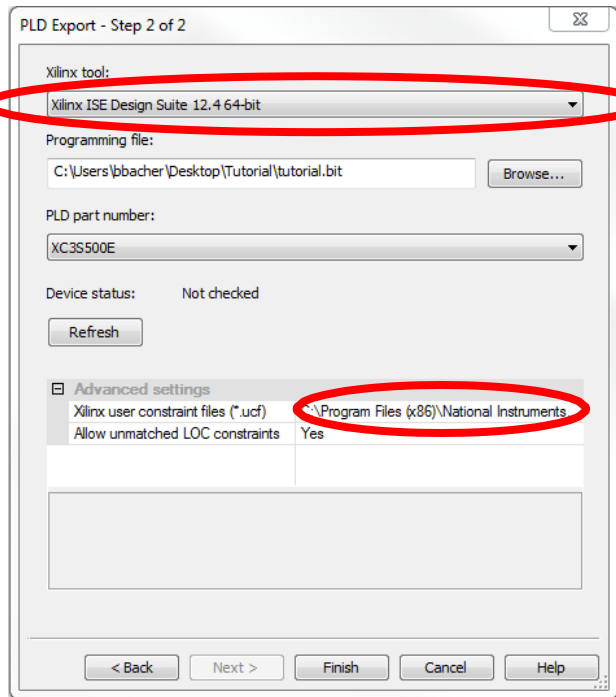 PLD Export - Step 2 of 2
Xilinx tool:
Xilinx ISE Design Suite 12.4 64-bit
Programming file:
C:\Users\bbacher\Desktop\Tutorial\tutorial.bit
Browse...
PLD part number:
XC3S500E
Device status: Not checked
Refresh
Advanced settings
Xilinx user constraint files (*.ucf) C:\Program Files (x86)\National Instruments
Allow unmatched LOC constraints Yes
< Back Next > Finish Cancel Help